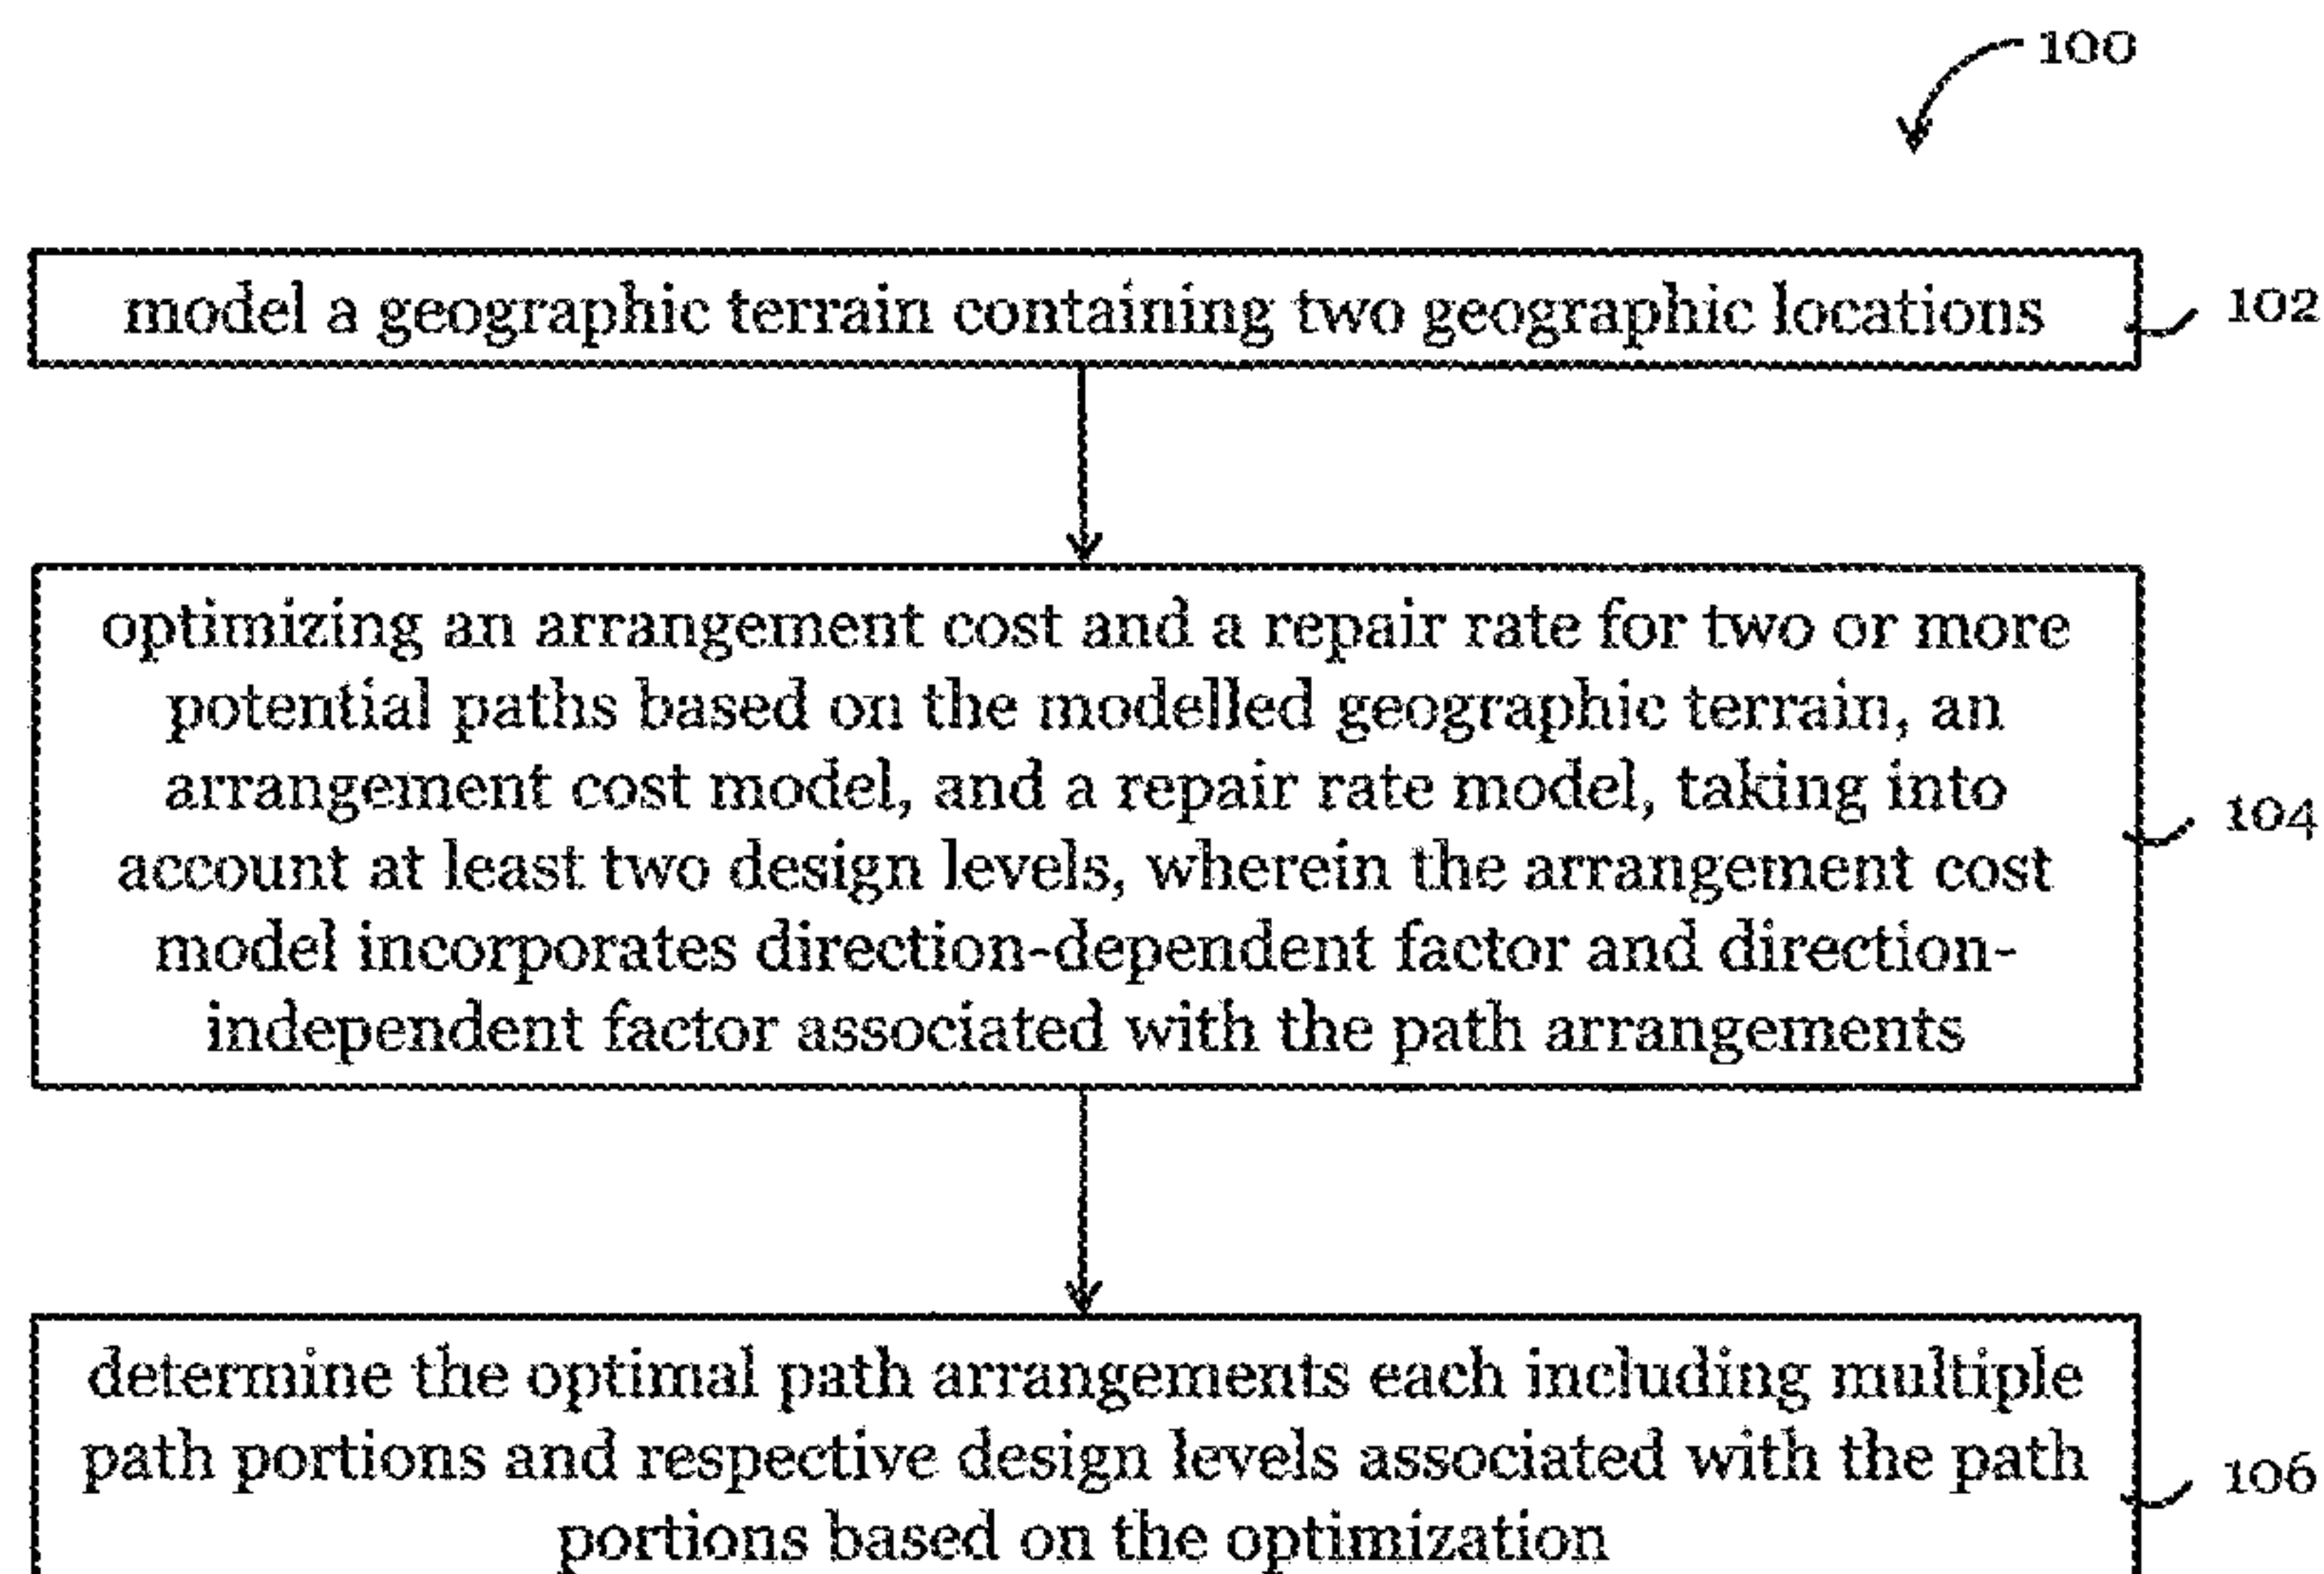 100
model a geographic terrain containing two geographic locations
102
optimizing an arrangement cost and a repair rate for two or more
potential paths based on the modelled geographic terrain, an
arrangement cost model, and a repair rate model, taking into
account at least two design levels, wherein the arrangement cost
model incorporates direction-dependent factor and direction-
independent factor associated with the path arrangements
104
determine the optimal path arrangements each including multiple
path portions and respective design levels associated with the path
portions based on the optimization
106